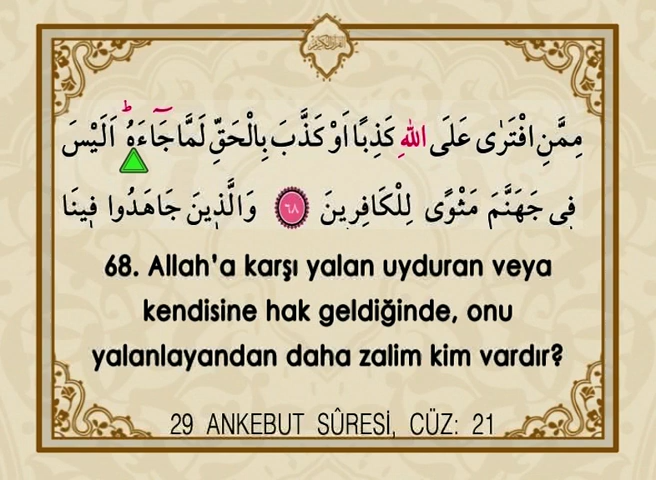 مِمَّنِ افْتَرٰى عَلَى اللّٰهِ كَذِبًا اَوْ كَذَّبَ بِالْحَقِّ لَمَّا جَٓاءَهُۜ اَلَيْسَ
ف۪ى جَهَنَّمَ مَثْوًى لِلْكَافِر۪ينَ ﴿٦٨﴾ وَالَّذ۪ينَ جَاهَدُوا ف۪ينَا
68. Allah'a karşı yalan uyduran veya
kendisine hak geldiğinde, onu
yalanlayandan daha zalim kim vardır?
29 ANKEBUT SÛRESİ, CÜZ: 21